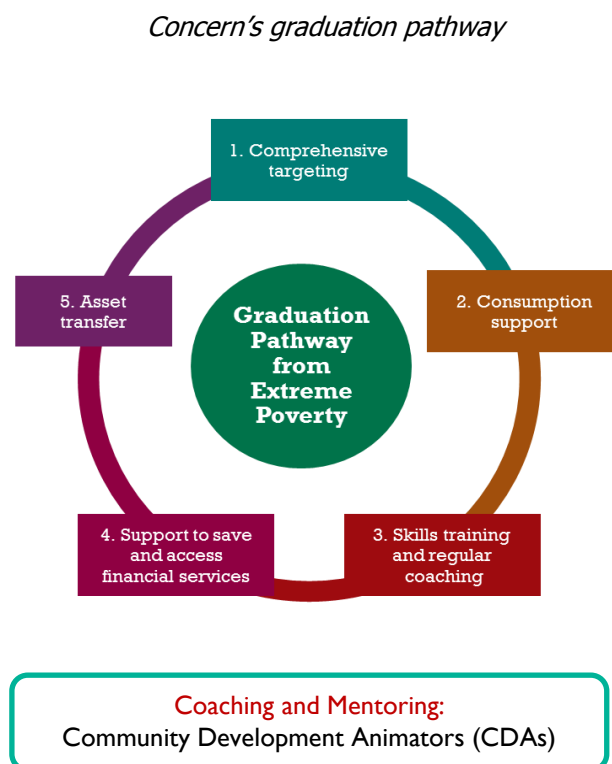 Concern's graduation pathway
1. Comprehensive
targeting
2. Consumption
support
3. Skills training
and regular
coaching
4. Support to save
and access
financial services
5. Asset
transfer
Graduation
Pathway
from
Extreme
Poverty
Coaching and Mentoring:
Community Development Animators (CDAs)